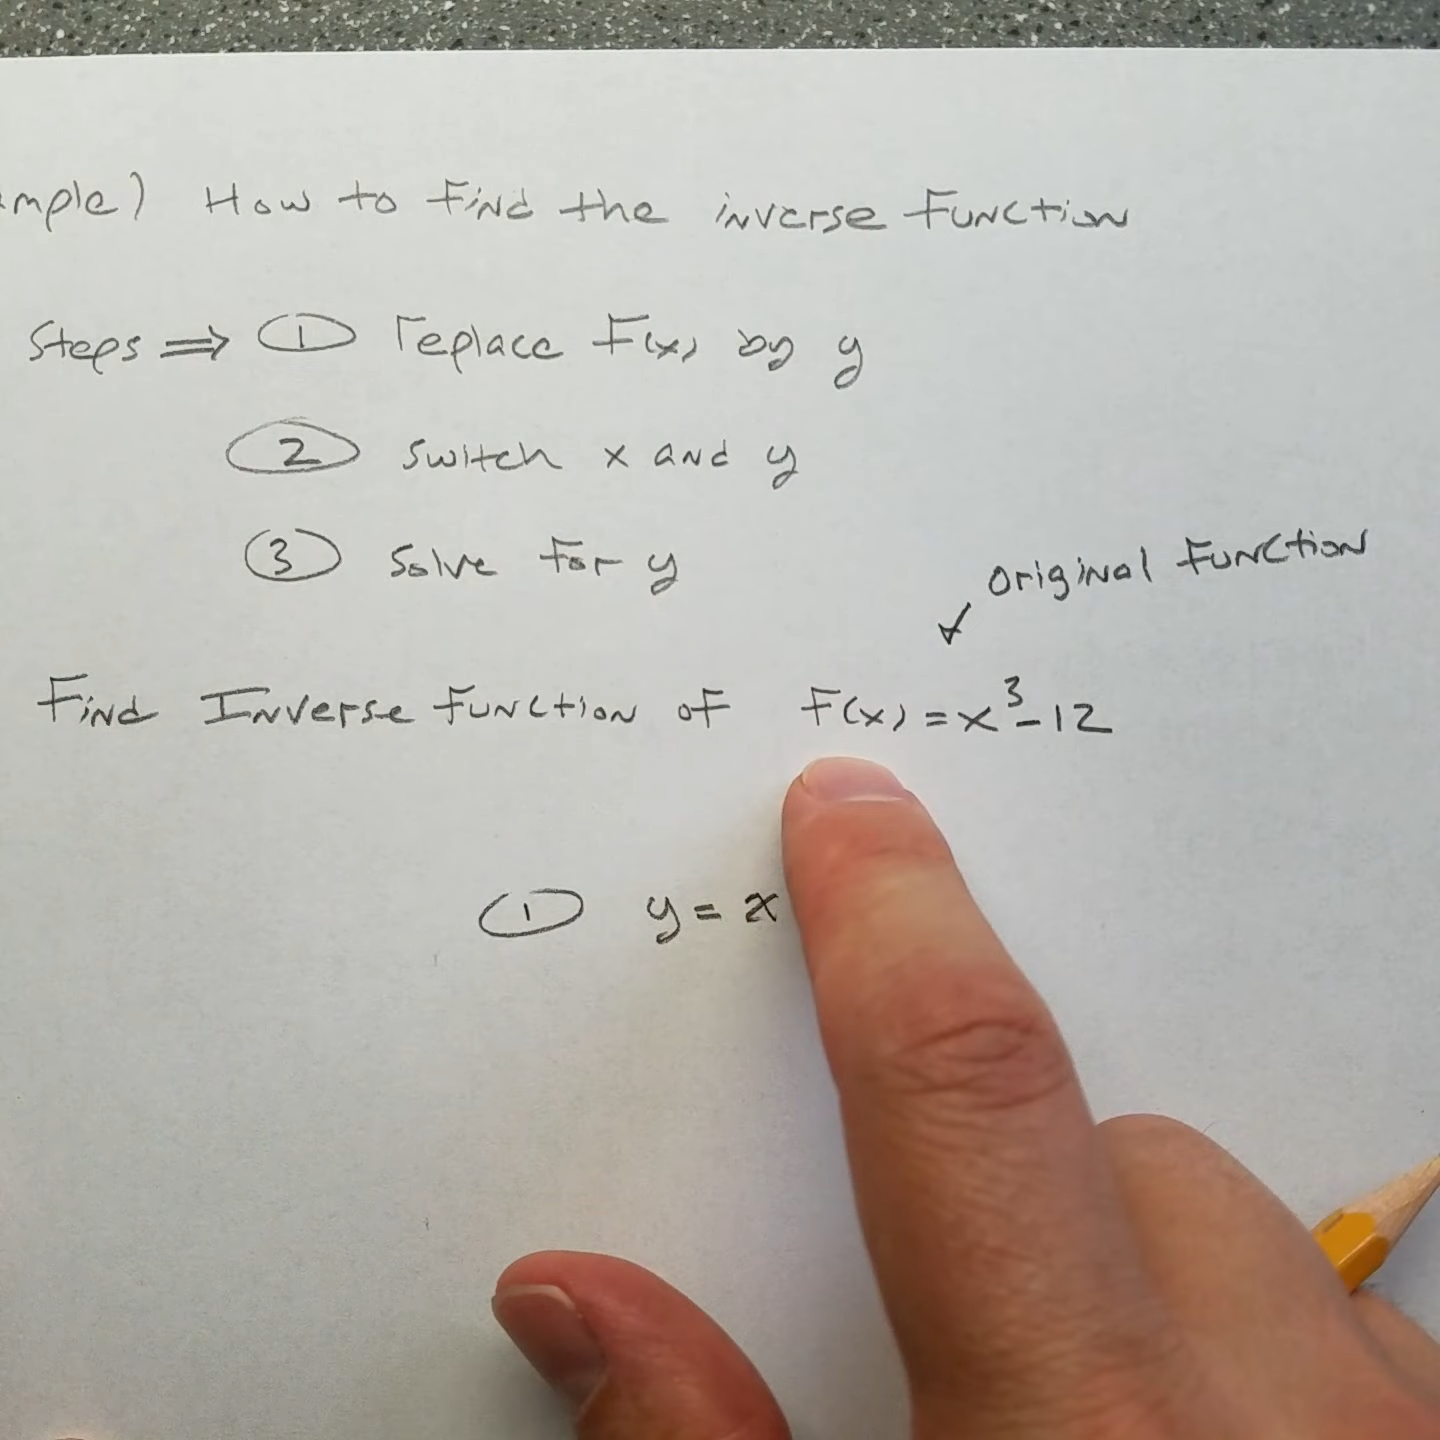 How to Find the inverse Function
Steps ⇒ ① replace F(x) by y
② switch x and y
③ Solve for y
original Function
Find Inverse Function of F(x) = x³ - 12
① y = x